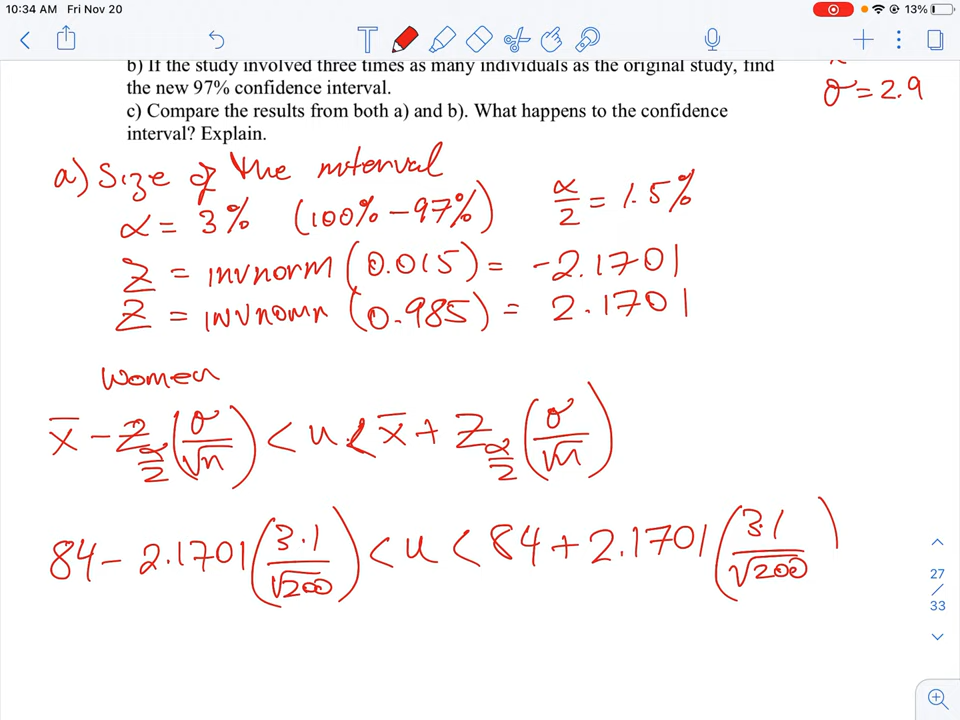 10:34 AM Fri Nov 20
13%
T
b) If the study involved three times as many individuals as the original study, find
the new 97% confidence interval.
σ = 2.9
c) Compare the results from both a) and b). What happens to the confidence
interval? Explain.
a) Size of the interval
α = 3% (100% - 97%) α/2 = 1.5%
Z = invnorm (0.015) = -2.1701
Z = invnorm (0.985) = 2.1701
Women
x̄ - Zα/2 (σ/√n) < u < x̄ + Zα/2 (σ/√n)
84 - 2.1701 (3.1/√200) < u < 84 + 2.1701 (3.1/√200)
27
/
33